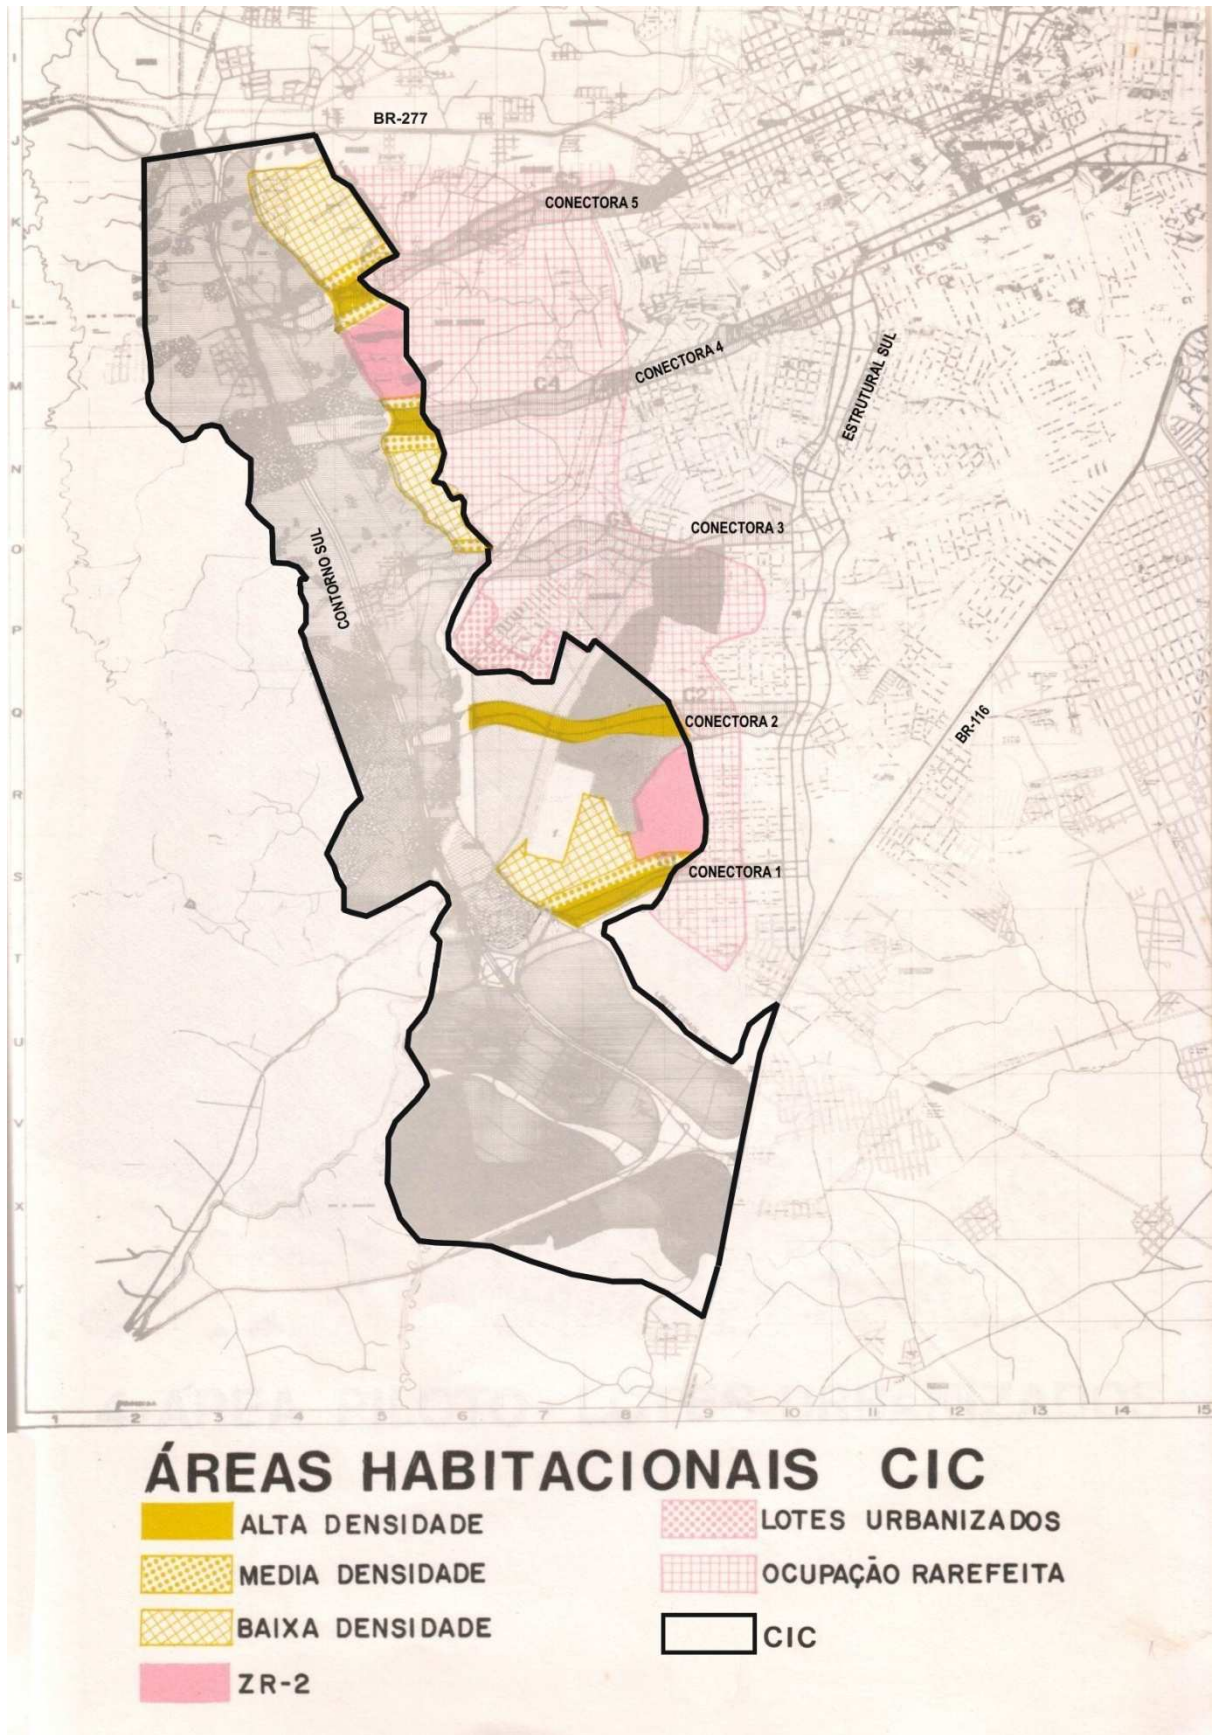 I
BR-277
J
CONECTORA 5
K
L
CONECTORA 4
C4
ESTRUTURAL SUL
M
N
CONECTORA 3
O
CONTORNO SUL
P
C2
Q
CONECTORA 2
BR-116
R
S
CONECTORA 1
T
U
V
X
Y
1 2 3 4 5 6 7 8 9 10 11 12 13 14 15
ÁREAS HABITACIONAIS CIC
ALTA DENSIDADE
MEDIA DENSIDADE
BAIXA DENSIDADE
ZR-2
LOTES URBANIZADOS
OCUPAÇÃO RAREFEITA
CIC